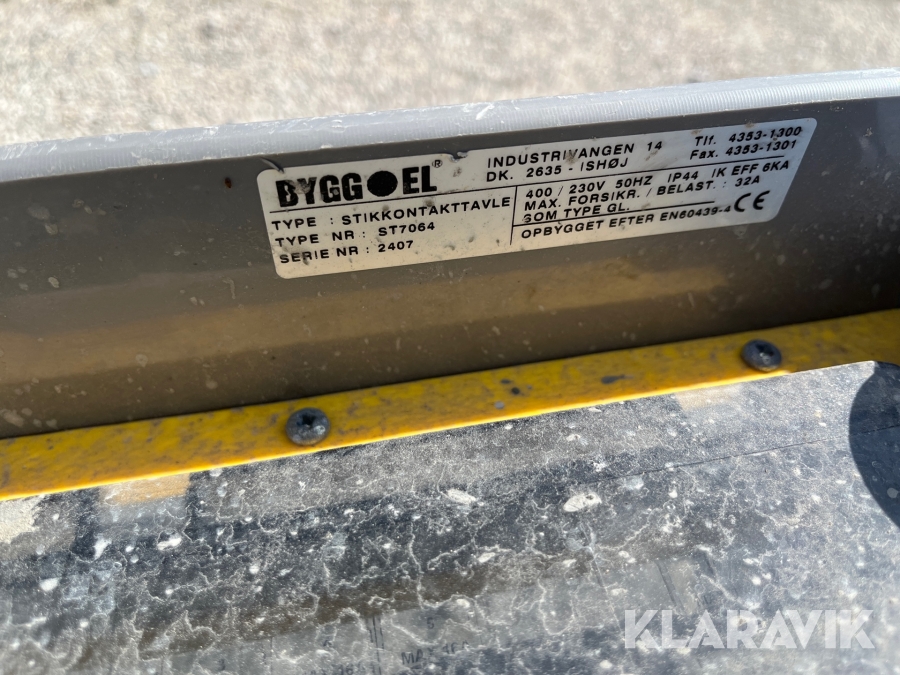 BYGG●EL®
INDUSTRIVANGEN 14
DK. 2635 - ISHØJ
Tlf. 4353-1300
Fax. 4353-1301
TYPE : STIKKONTAKTTAVLE
TYPE NR : ST7064
SERIE NR : 2407
400 / 230V 50HZ IP44 IK EFF 6KA
MAX. FORSIKR. / BELAST. : 32A
SOM TYPE GL.
OPBYGGET EFTER EN60439-4 CE
KLARAVIK